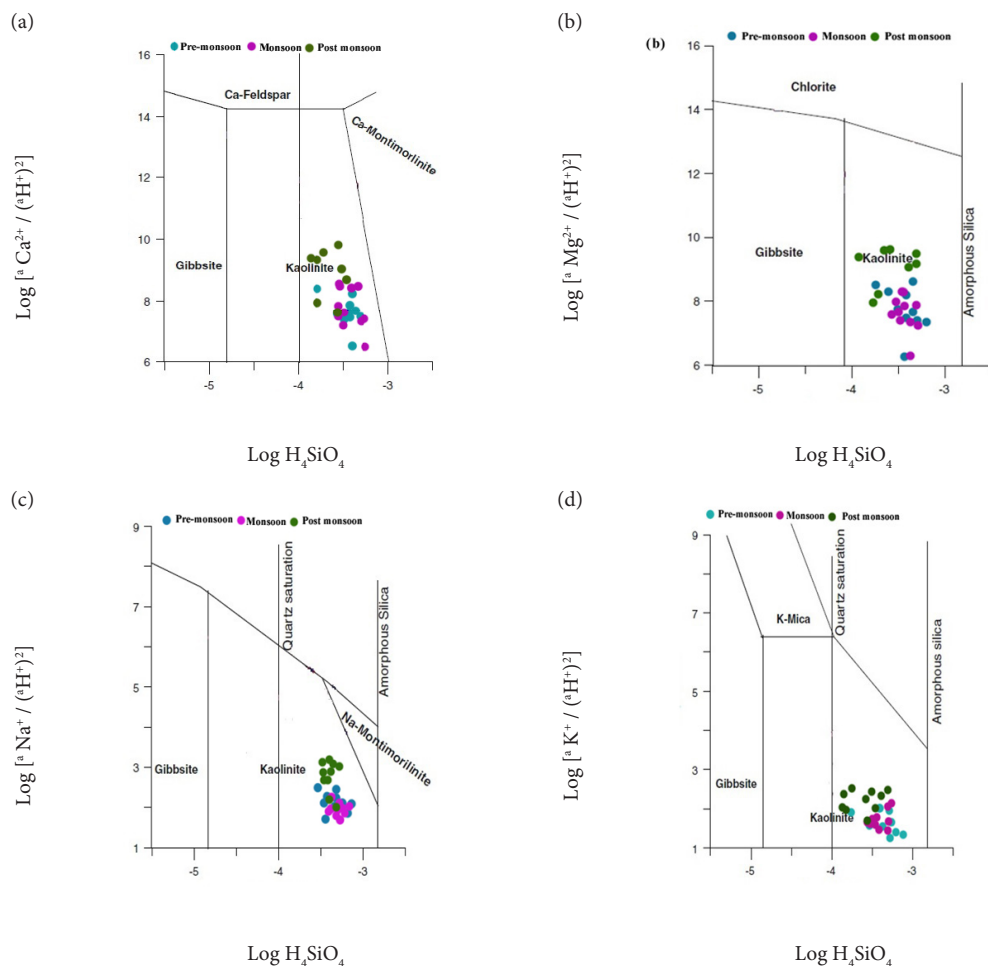 (a)
Pre-monsoon Monsoon Post monsoon
16
14
12
10
8
6
Ca-Feldspar
Ca-Montimorlinite
Gibbsite
Kaolinite
-5 -4 -3
Log [ᵃ Ca²⁺ / (ᵃH⁺)²]
Log H₄SiO₄
(b)
(b)
Pre-monsoon Monsoon Post monsoon
16
14
12
10
8
6
Chlorite
Gibbsite
Kaolinite
Amorphous Silica
-5 -4 -3
Log [ᵃ Mg²⁺ / (ᵃH⁺)²]
Log H₄SiO₄
(c)
Pre-monsoon Monsoon Post monsoon
9
7
5
3
1
Quartz saturation
Amorphous Silica
Na-Montimorilinite
Gibbsite
Kaolinite
-5 -4 -3
Log [ᵃ Na⁺ / (ᵃH⁺)²]
Log H₄SiO₄
(d)
Pre-monsoon Monsoon Post monsoon
9
7
5
3
1
K-Mica
Quartz saturation
Amorphous silica
Gibbsite
Kaolinite
-5 -4 -3
Log [ᵃ K⁺ / (ᵃH⁺)²]
Log H₄SiO₄